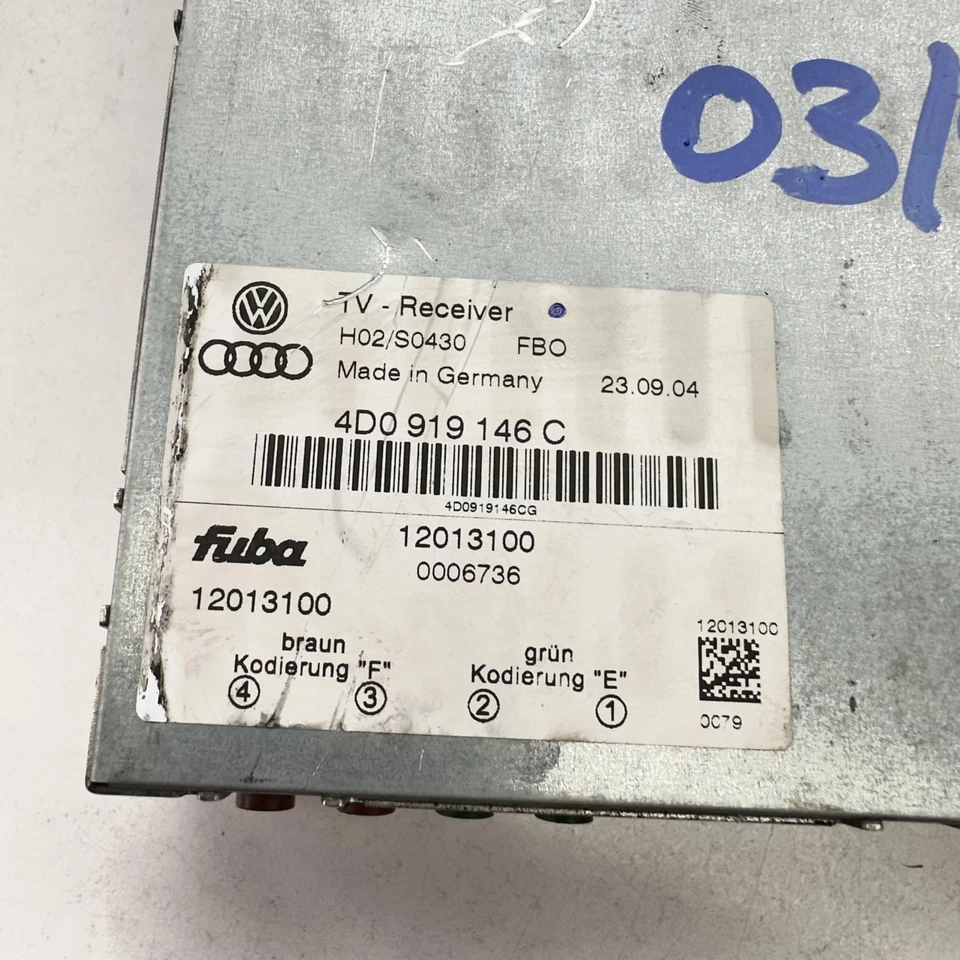 03/
TV - Receiver
H02/S0430 FBO
Made in Germany 23.09.04
4D0 919 146 C
4D0919146CG
fuba
12013100
0006736
12013100
12013100
braun
Kodierung "F"
grün
Kodierung "E"
4 3 2 1
0079